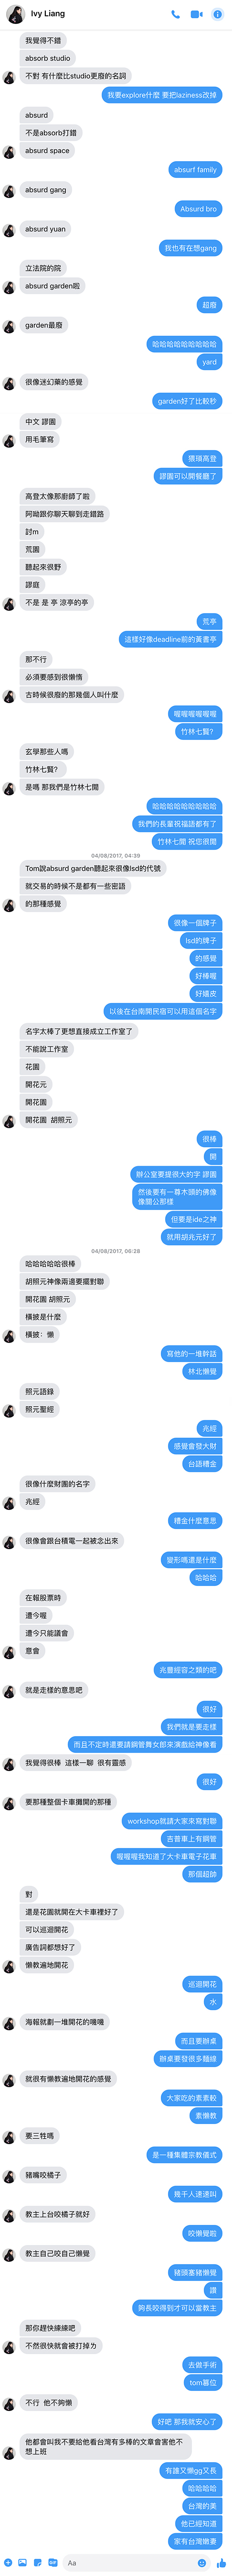 Ivy Liang
我覺得不錯
absorb studio
不對 有什麼比studio更廢的名詞
我要explore什麼 要把laziness改掉
absurd
不是absorb打錯
absurd space
absurf family
absurd gang
Absurd bro
absurd yuan
我也有在想gang
立法院的院
absurd garden啦
超廢
garden最廢
哈哈哈哈哈哈哈哈哈
yard
很像迷幻藥的感覺
garden好了比較秒
中文 謬園
用毛筆寫
猥瑣高登
謬園可以開餐廳了
高登太像那廚師了啦
阿呦跟你聊天聊到走錯路
討m
荒園
聽起來很野
謬庭
不是 是 亭 涼亭的亭
荒亭
這樣好像deadline前的黃書亭
那不行
必須要感到很懶惰
古時候很廢的那幾個人叫什麼
喔喔喔喔喔喔
竹林七賢?
玄學那些人嗎
竹林七賢?
是嗎 那我們是竹林七閒
哈哈哈哈哈哈哈哈哈
我們的長輩祝福語都有了
竹林七閒 祝您很閒
04/08/2017, 04:39
Tom說absurd garden聽起來很像lsd的代號
就交易的時候不是都有一些密語
的那種感覺
很像一個牌子
lsd的牌子
的感覺
好棒喔
好嬉皮
以後在台南開民宿可以用這個名字
名字太棒了更想直接成立工作室了
不能說工作室
花園
開花元
開花園
開花園 胡照元
很棒
開
辦公室要提很大的字 謬園
然後要有一尊木頭的佛像
像關公那樣
但要是ide之神
就用胡兆元好了
04/08/2017, 06:28
哈哈哈哈哈很棒
胡照元神像兩邊要擺對聯
開花園 胡照元
橫披是什麼
橫披：懶
寫他的一堆幹話
林北懶覺
照元語錄
照元聖經
兆經
感覺會發大財
台語糟金
很像什麼財團的名字
兆經
糟金什麼意思
很像會跟台積電一起被念出來
變形嗎還是什麼
哈哈哈
在報股票時
遭今喔
遭今只能議會
意會
兆靈經容之類的吧
就是走樣的意思吧
很好
我們就是要走樣
而且不定時還要請鋼管舞女郎來演戲給神像看
我覺得很棒 這樣一聊 很有靈感
很好
要那種整個卡車攤開的那種
workshop就請大家來寫對聯
吉普車上有鋼管
喔喔喔我知道了大卡車電子花車
那個超帥
對
還是花園就開在大卡車裡好了
可以巡迴開花
廣告詞都想好了
懶教遍地開花
巡迴開花
水
海報就劃一堆開花的嘰嘰
而且要辦桌
辦桌要發很多麵線
就很有懶教遍地開花的感覺
大家吃的素素較
素懶教
要三牲嗎
是一種集體宗教儀式
豬嘴咬橘子
幾千人速速叫
教主上台咬橘子就好
咬懶覺啦
教主自己咬自己懶覺
豬頭塞豬懶覺
讚
夠長咬得到才可以當教主
那你趕快練練吧
不然很快就會被打掉ㄌ
去做手術
tom篡位
不行 他不夠懶
好吧 那我就安心了
他都會叫我不要給他看台灣有多棒的文章會害他不想上班
有誰又懶gg又長
哈哈哈哈
台灣的美
他已經知道
家有台灣嫩妻
Aa